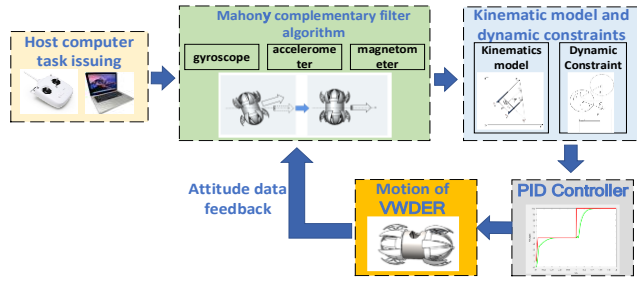 Host computer
task issuing
Mahony complementary filter
algorithm
gyroscope
accelerome
ter
magnetom
eter
Kinematic model and
dynamic constraints
Kinematics
model
Dynamic
Constraint
Attitude data
feedback
Motion of
VWDER
PID Controller